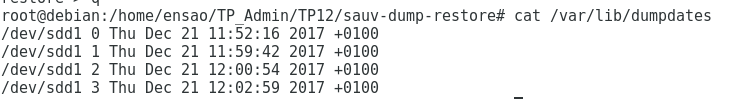 restore > q
root@debian:/home/ensao/TP_Admin/TP12/sauv-dump-restore# cat /var/lib/dumpdates
/dev/sdd1 0 Thu Dec 21 11:52:16 2017 +0100
/dev/sdd1 1 Thu Dec 21 11:59:42 2017 +0100
/dev/sdd1 2 Thu Dec 21 12:00:54 2017 +0100
/dev/sdd1 3 Thu Dec 21 12:02:59 2017 +0100